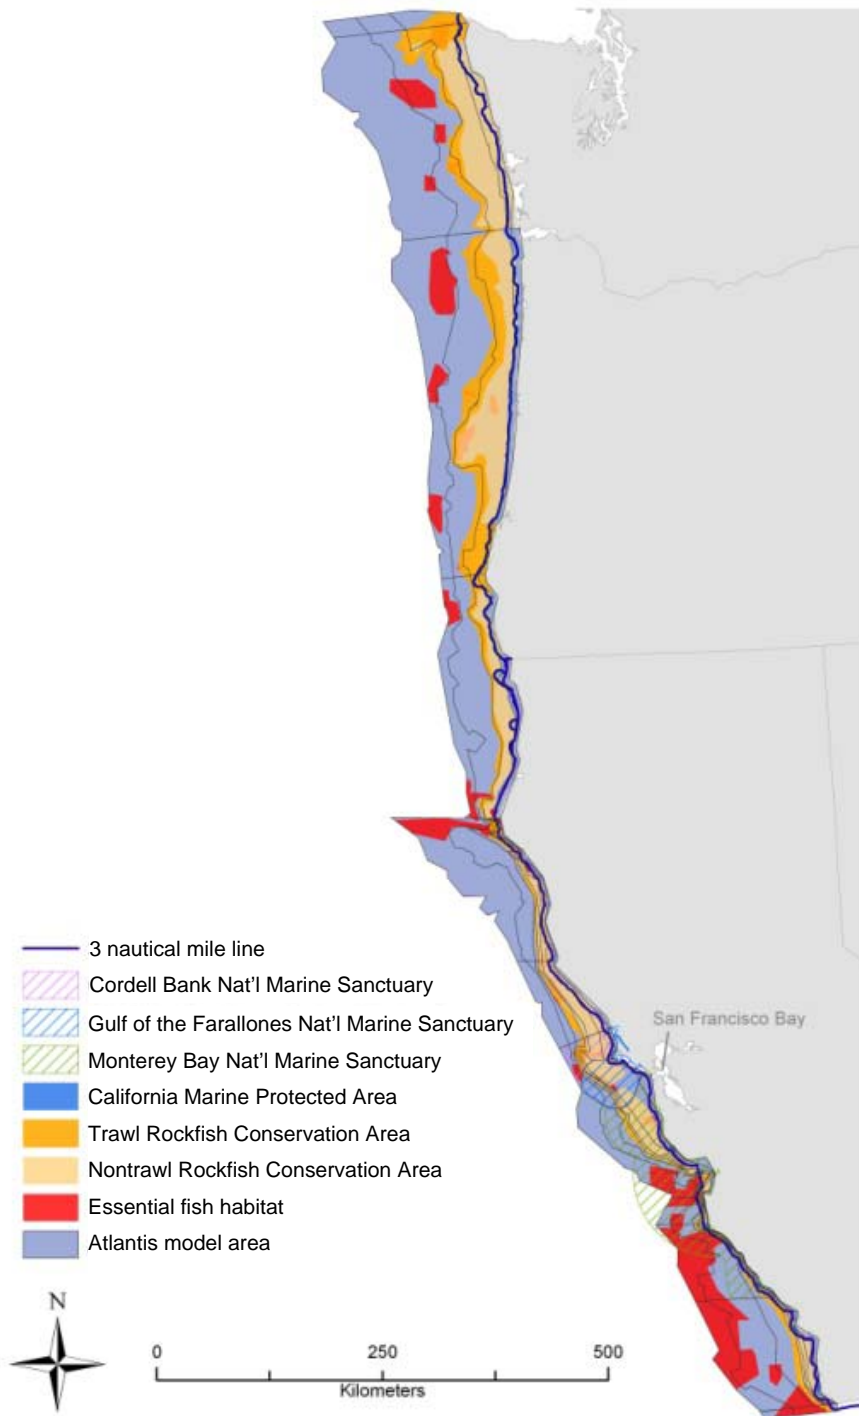 3 nautical mile line
Cordell Bank Nat'l Marine Sanctuary
Gulf of the Farallones Nat'l Marine Sanctuary
San Francisco Bay
Monterey Bay Nat'l Marine Sanctuary
California Marine Protected Area
Trawl Rockfish Conservation Area
Nontrawl Rockfish Conservation Area
Essential fish habitat
Atlantis model area
N
0 250 500
Kilometers